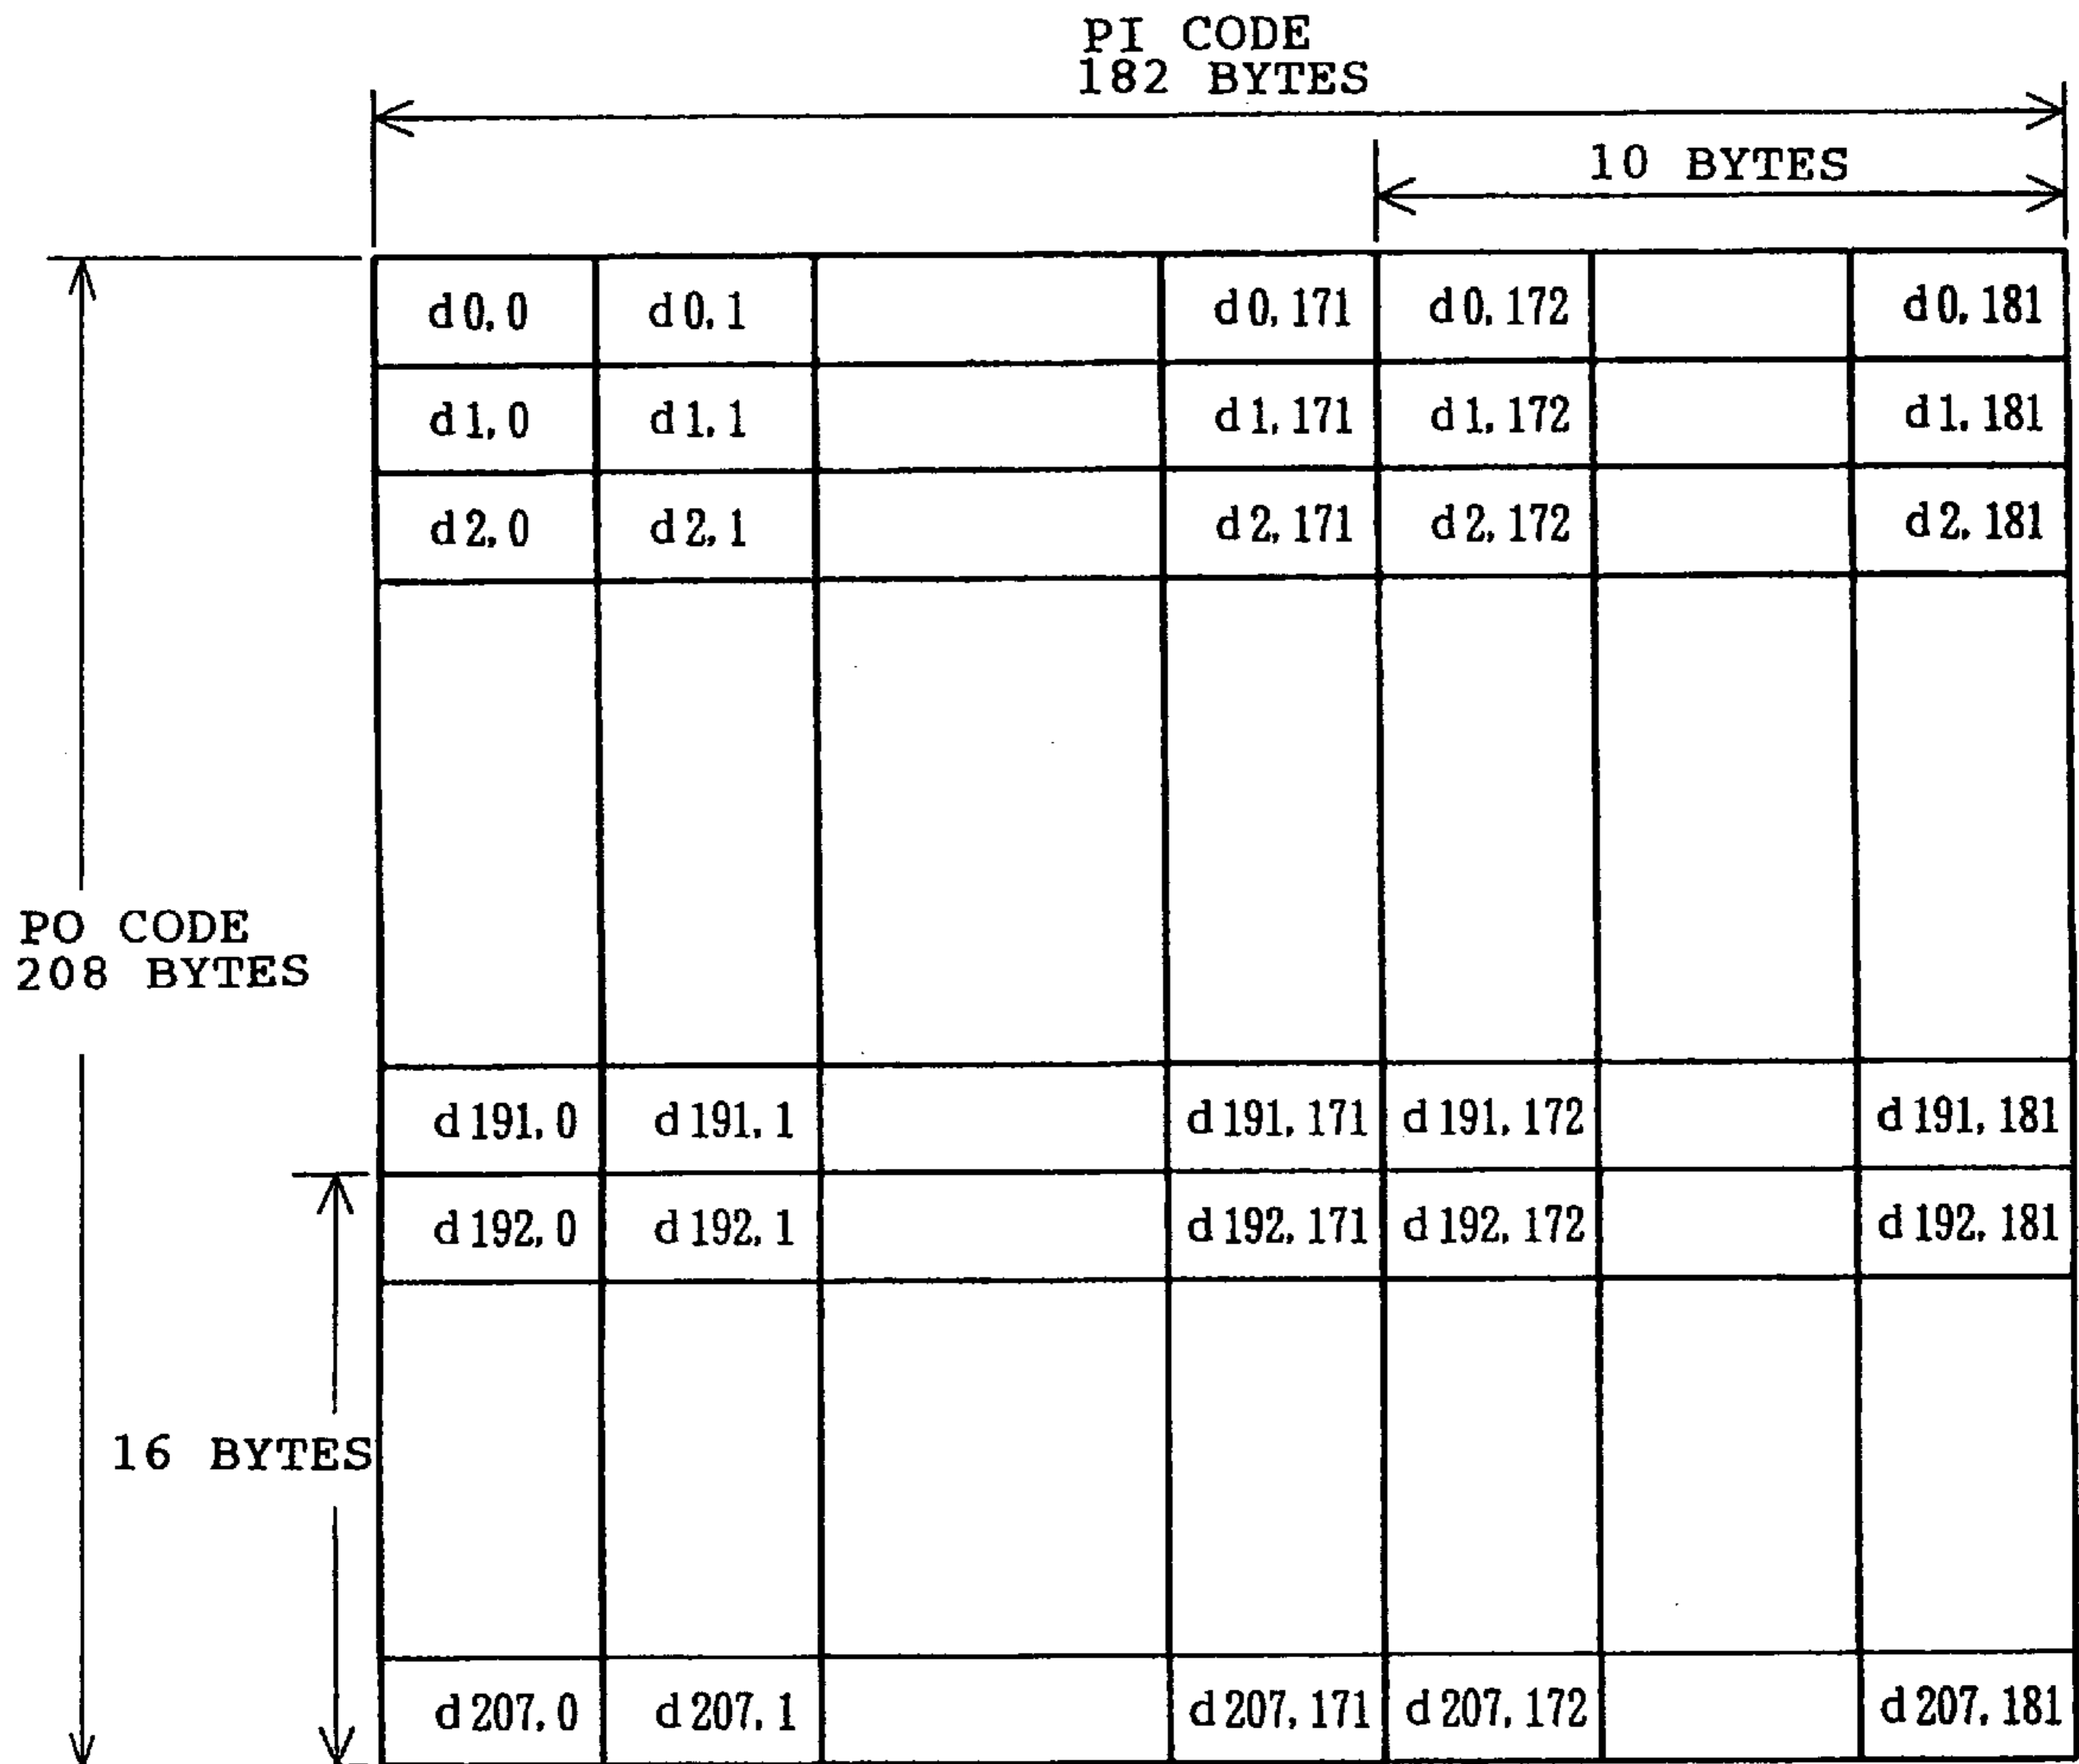 PI CODE
182 BYTES
10 BYTES
d0,0 d0,1 d0,171 d0,172 d0,181
d1,0 d1,1 d1,171 d1,172 d1,181
d2,0 d2,1 d2,171 d2,172 d2,181
PO CODE
208 BYTES
d191,0 d191,1 d191,171 d191,172 d191,181
d192,0 d192,1 d192,171 d192,172 d192,181
16 BYTES
d207,0 d207,1 d207,171 d207,172 d207,181